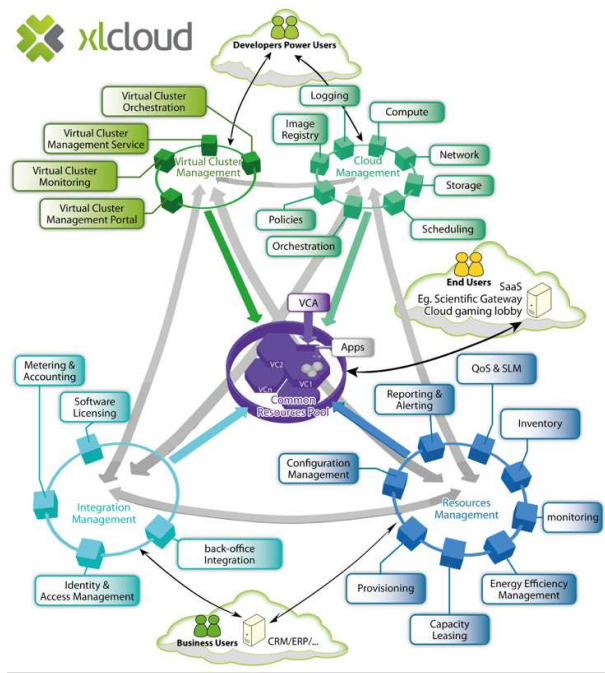 xlcloud
Developers Power Users
Virtual Cluster
Orchestration
Virtual Cluster
Management Service
Virtual Cluster
Monitoring
Virtual Cluster
Management Portal
Virtual Cluster
Management
Logging
Image
Registry
Compute
Network
Storage
Scheduling
Orchestration
Policies
Cloud
Management
End Users
SaaS
Eg. Scientific Gateway
Cloud gaming lobby
VCA
Apps
VC2
VC1
VCn
Common
Resources Pool
Metering &
Accounting
Software
Licensing
Integration
Management
back-office
Integration
Identity &
Access Management
Reporting &
Alerting
QoS & SLM
Inventory
Configuration
Management
Resources
Management
monitoring
Provisioning
Energy Efficiency
Management
Capacity
Leasing
Business Users
CRM/ERP/...